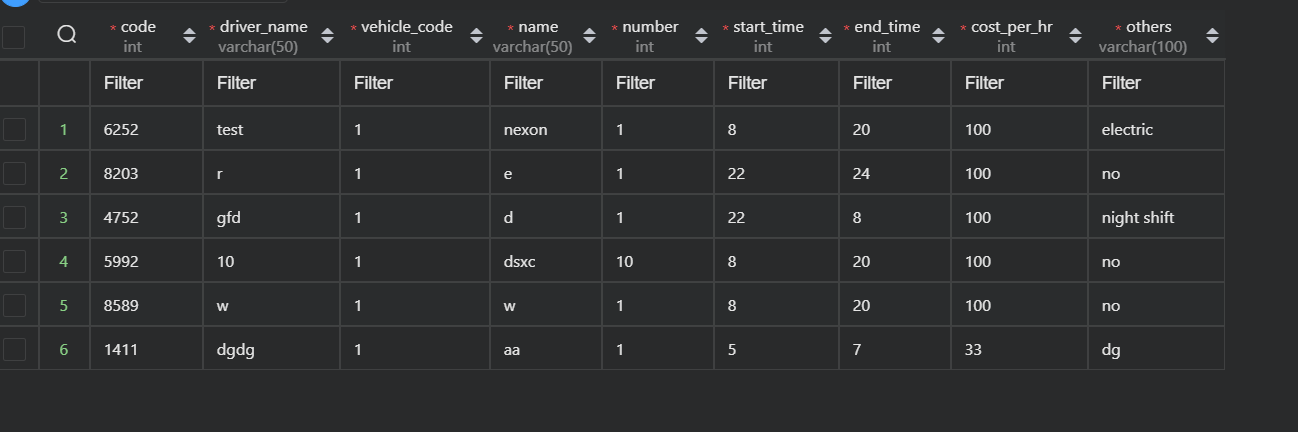 * code * driver_name * vehicle_code * name * number * start_time * end_time * cost_per_hr * others
int varchar(50) int varchar(50) int int int int varchar(100)
Filter Filter Filter Filter Filter Filter Filter Filter Filter
1 6252 test 1 nexon 1 8 20 100 electric
2 8203 r 1 e 1 22 24 100 no
3 4752 gfd 1 d 1 22 8 100 night shift
4 5992 10 1 dsxc 10 8 20 100 no
5 8589 w 1 w 1 8 20 100 no
6 1411 dgdg 1 aa 1 5 7 33 dg